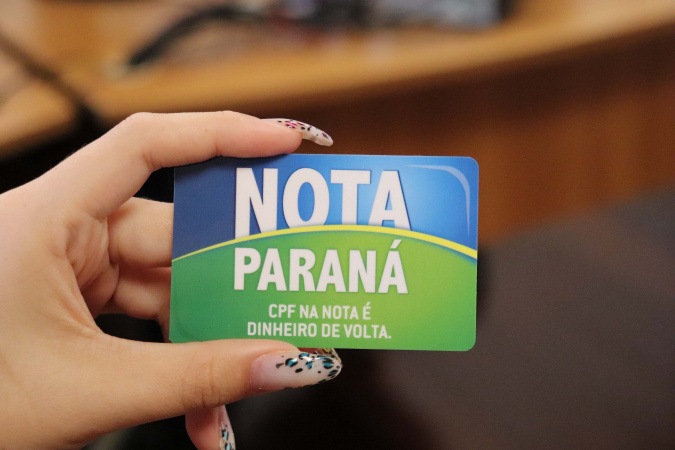 NOTA
PARANÁ
CPF NA NOTA É
DINHEIRO DE VOLTA.